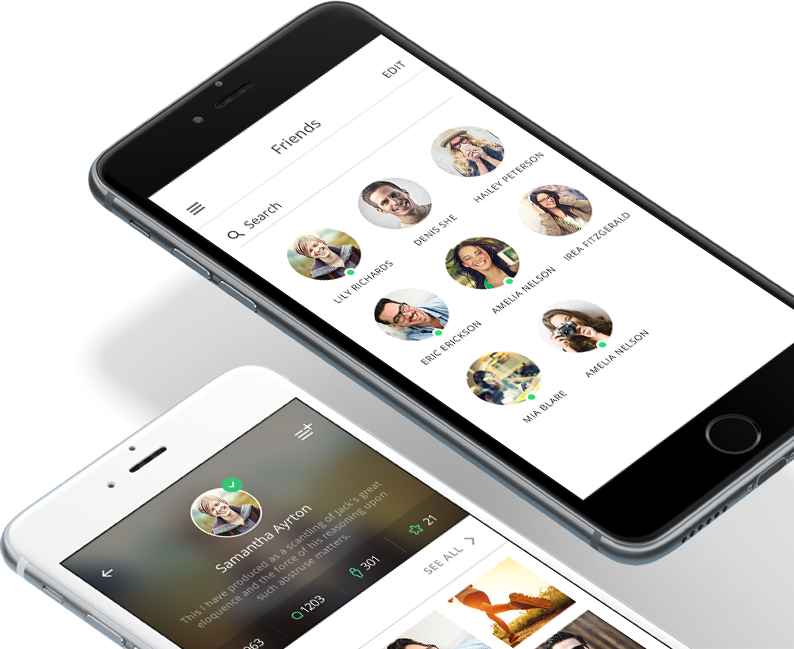 EDIT
Friends
Search
LILY RICHARDS
DENIS SHE
HAILEY PETERSON
ERIC ERICKSON
AMELIA NELSON
IREA FITZGERALD
MIA BLARE
AMELIA NELSON
Samantha Ayrton
This I have produced as a scantling of Jack's great
eloquence and the force of his reasoning upon
such abstruse matters.
1203
301
21
SEE ALL